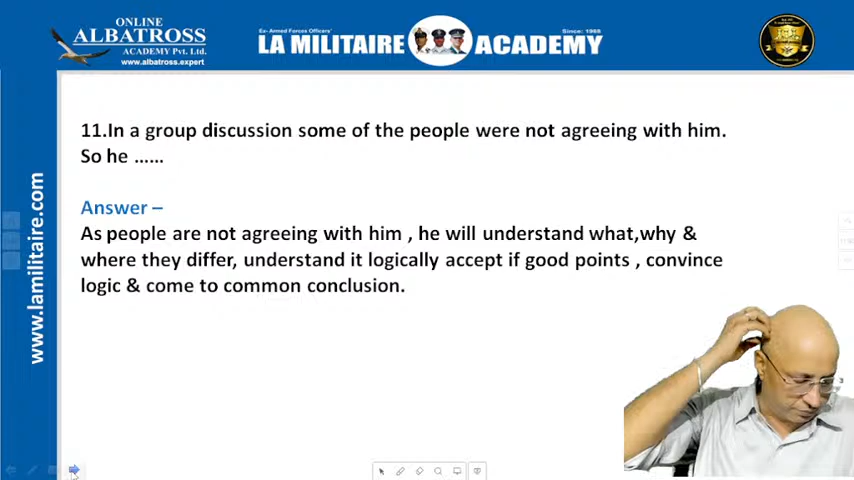 ONLINE
ALBATROSS
ACADEMY Pvt. Ltd.
www.albatross.expert
Ex- Armed Forces Officers'
Since: 1968
LA MILITAIRE ACADEMY
11.In a group discussion some of the people were not agreeing with him.
So he ......
Answer –
As people are not agreeing with him , he will understand what,why &
where they differ, understand it logically accept if good points , convince
logic & come to common conclusion.
www.lamilitaire.com